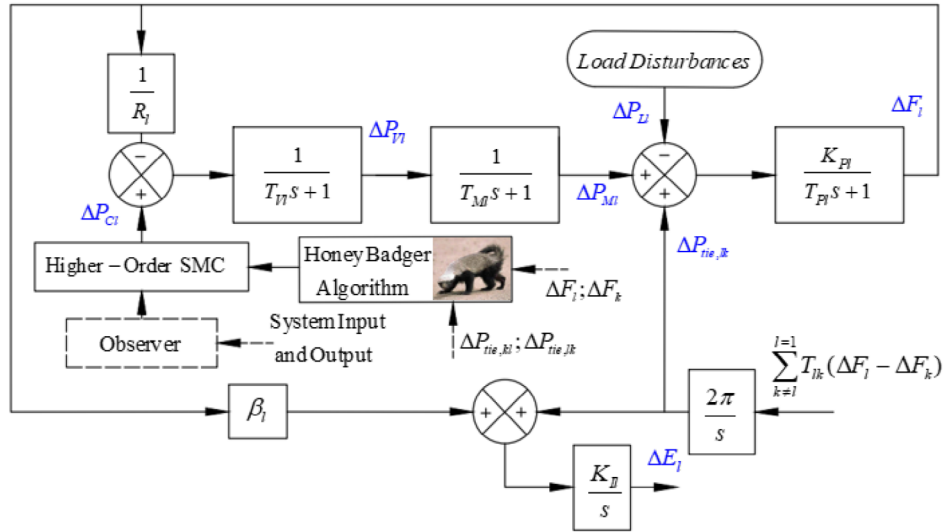 Load Disturbances
1
R_l
−
+
ΔP_Cl
1
T_Vl s + 1
ΔP_Vl
1
T_Ml s + 1
ΔP_Ml
ΔP_Ll
−
+
+
K_Pl
T_Pl s + 1
ΔF_l
ΔP_tie,lk
Higher − Order SMC
Honey Badger
Algorithm
ΔF_l ; ΔF_k
ΔP_tie,kl ; ΔP_tie,lk
Observer
System Input
and Output
β_l
+
+
2π
s
l=1
∑ T_lk (ΔF_l − ΔF_k)
k≠l
K_Il
s
ΔE_l